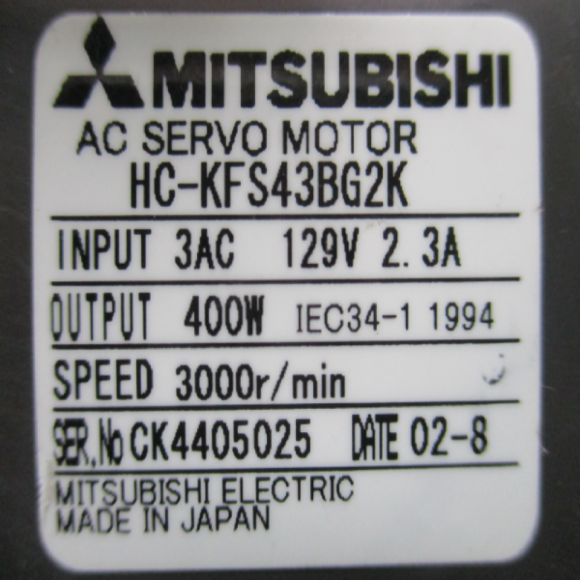 MITSUBISHI
AC SERVO MOTOR
HC-KFS43BG2K
INPUT 3AC 129V 2.3A
OUTPUT 400W IEC34-1 1994
SPEED 3000r/min
SER.No CK4405025 DATE 02-8
MITSUBISHI ELECTRIC
MADE IN JAPAN